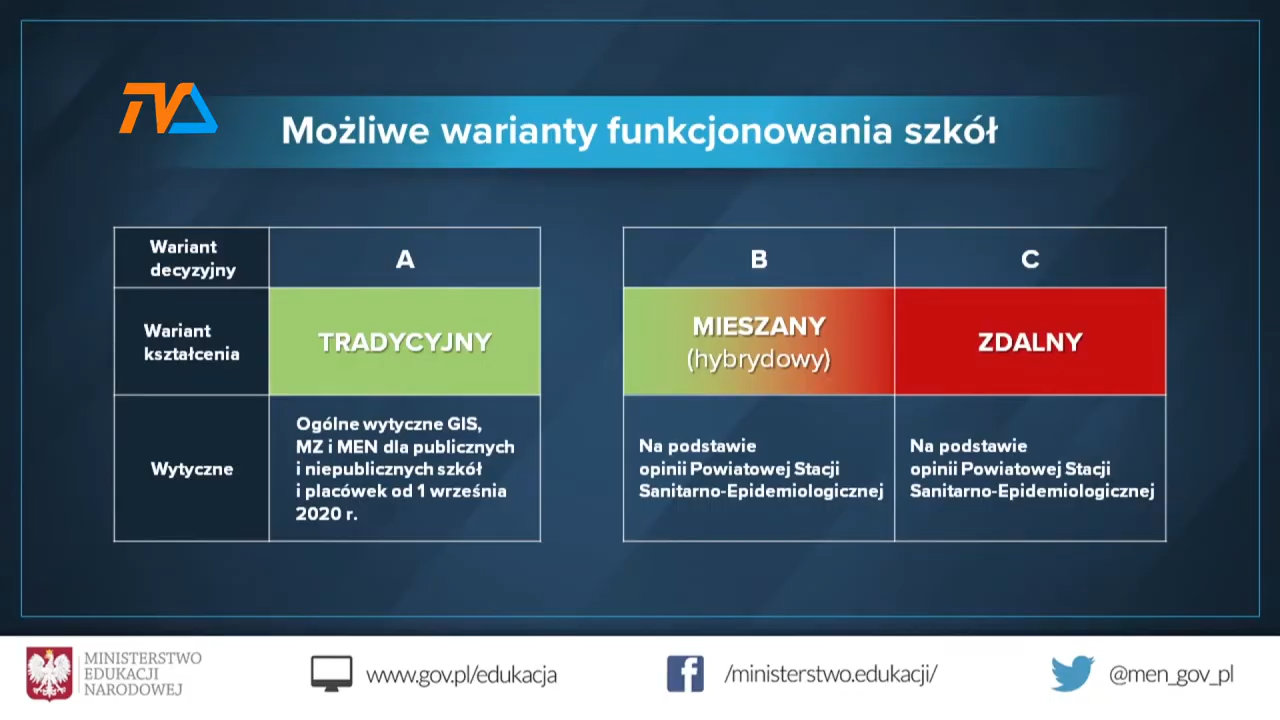 TVA
Możliwe warianty funkcjonowania szkół
Wariant
decyzyjny
A
B
C
Wariant
kształcenia
TRADYCYJNY
MIESZANY
(hybrydowy)
ZDALNY
Wytyczne
Ogólne wytyczne GIS,
MZ i MEN dla publicznych
i niepublicznych szkół
i placówek od 1 września
2020 r.
Na podstawie
opinii Powiatowej Stacji
Sanitarno-Epidemiologicznej
Na podstawie
opinii Powiatowej Stacji
Sanitarno-Epidemiologicznej
MINISTERSTWO
EDUKACJI
NARODOWEJ
www.gov.pl/edukacja
/ministerstwo.edukacji/
@men_gov_pl